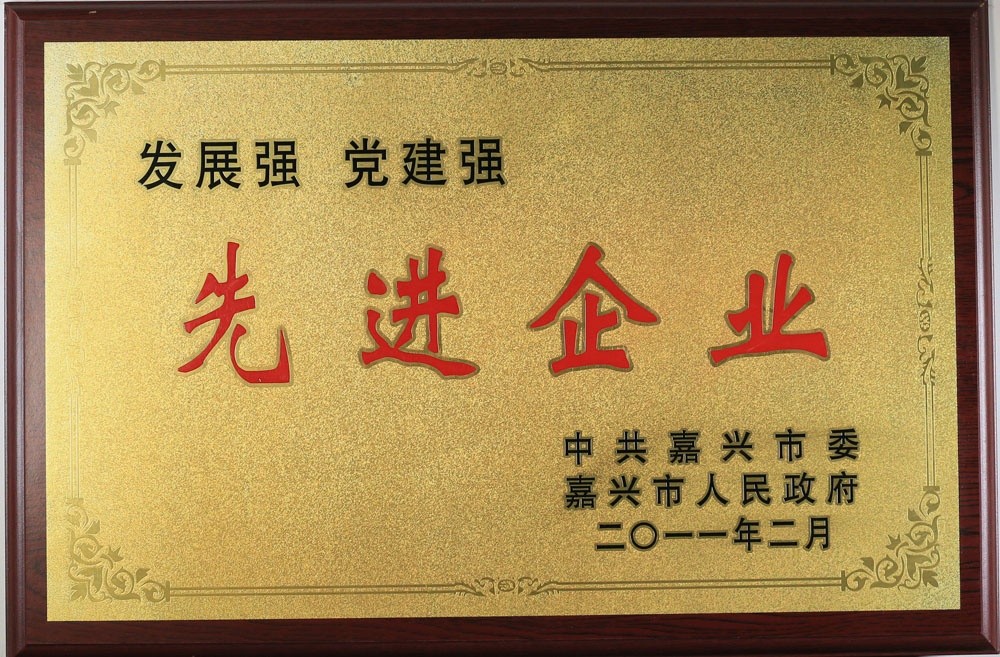 发展强 党建强
先进企业
中共嘉兴市委
嘉兴市人民政府
二〇一一年二月